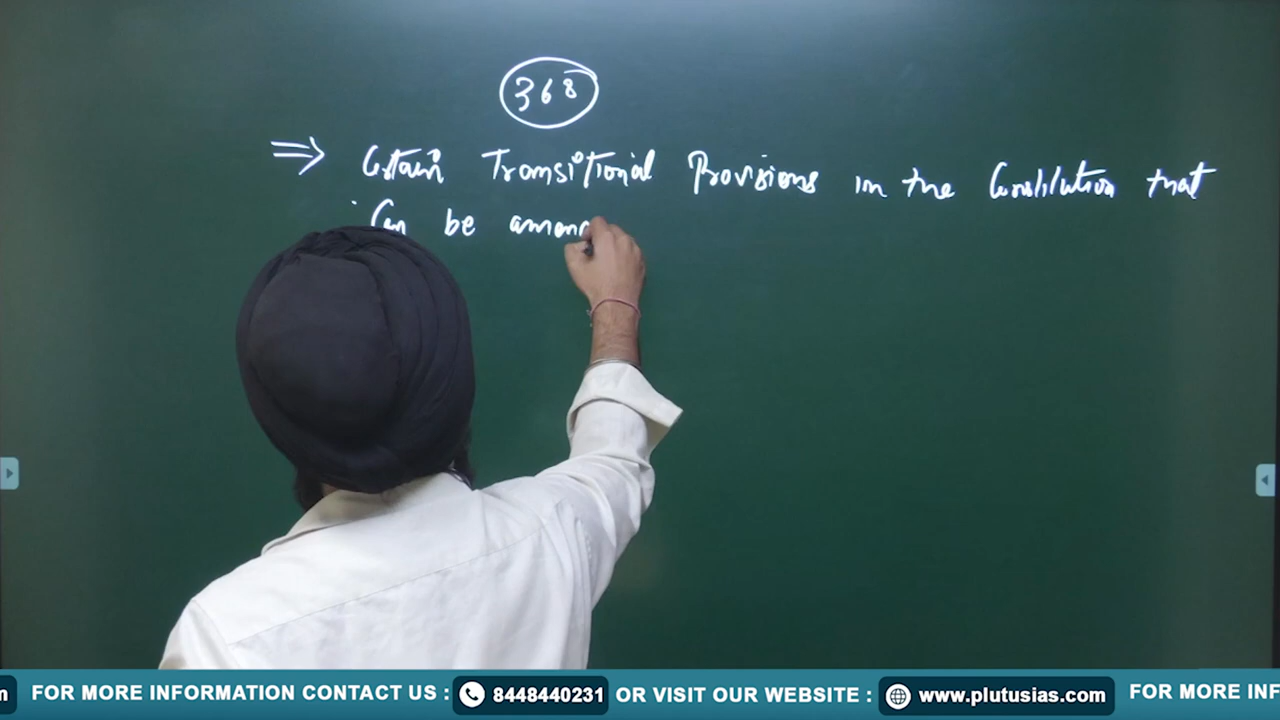 368
⇒ Certain Transitional Provisions in the Constitution that
Can be amend
m FOR MORE INFORMATION CONTACT US : 8448440231 OR VISIT OUR WEBSITE : www.plutusias.com FOR MORE INF